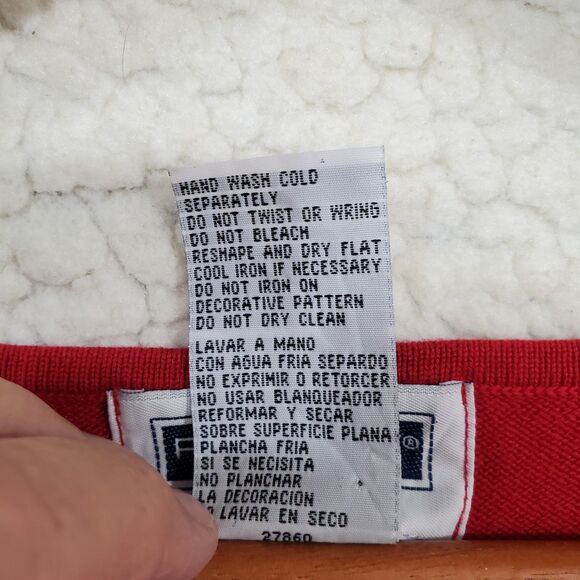 HAND WASH COLD
SEPARATELY
DO NOT TWIST OR WRING
DO NOT BLEACH
RESHAPE AND DRY FLAT
COOL IRON IF NECESSARY
DO NOT IRON ON
DECORATIVE PATTERN
DO NOT DRY CLEAN
LAVAR A MANO
CON AGUA FRIA SEPARDO
NO EXPRIMIR O RETORCER
NO USAR BLANQUEADOR
REFORMAR Y SECAR
SOBRE SUPERFICIE PLANA
PLANCHA FRIA
SI SE NECISITA
NO PLANCHAR
LA DECORACION
LAVAR EN SECO
27860
®